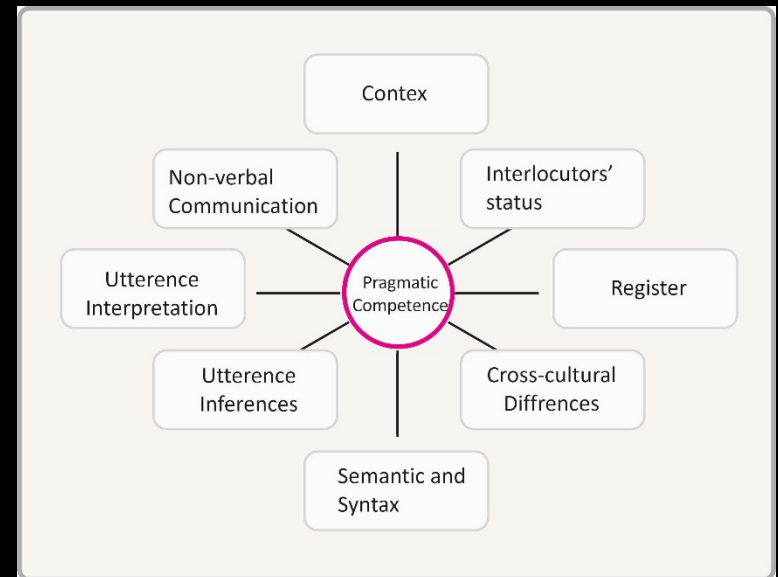 Contex
Non-verbal
Communication
Interlocutors'
status
Utterence
Interpretation
Pragmatic
Competence
Register
Utterence
Inferences
Cross-cultural
Diffrences
Semantic and
Syntax